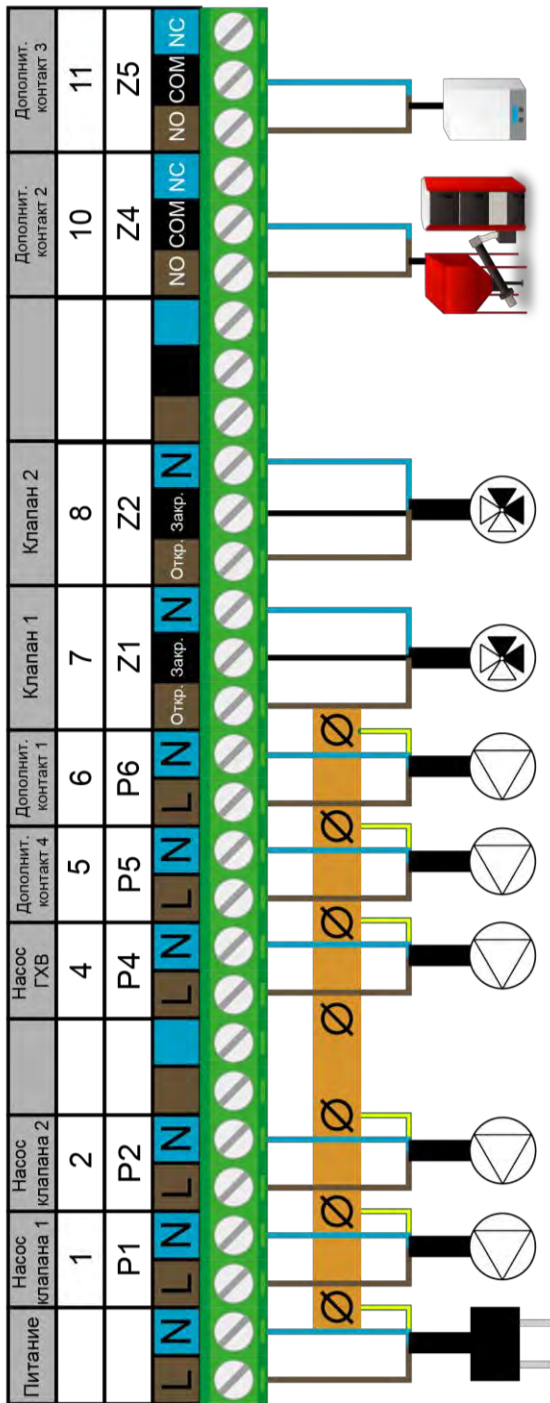 Питание
Насос
клапана 1
Насос
клапана 2
Насос
ГХВ
Дополнит.
контакт 4
Дополнит.
контакт 1
Клапан 1
Клапан 2
Дополнит.
контакт 2
Дополнит.
контакт 3
1 2 4 5 6 7 8 10 11
P1 P2 P4 P5 P6 Z1 Z2 Z4 Z5
L N L N L N L N L N L N Откр. Закр. N Откр. Закр. N NO COM NC NO COM NC